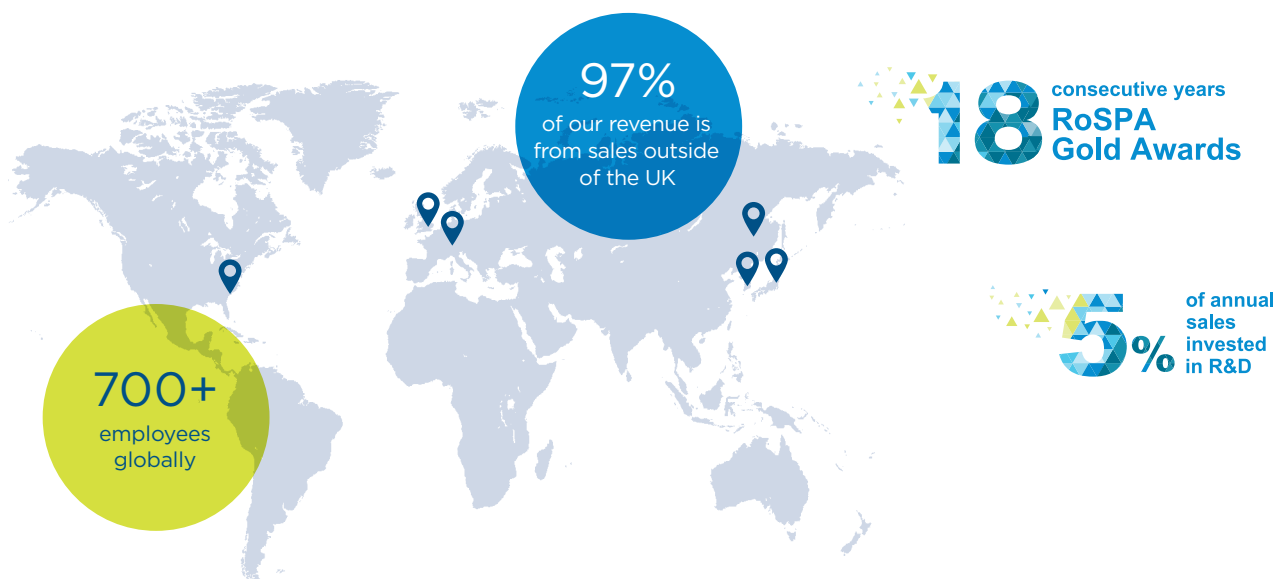 97%
of our revenue is
from sales outside
of the UK
18
consecutive years
RoSPA
Gold Awards
700+
employees
globally
5%
of annual
sales
invested
in R&D